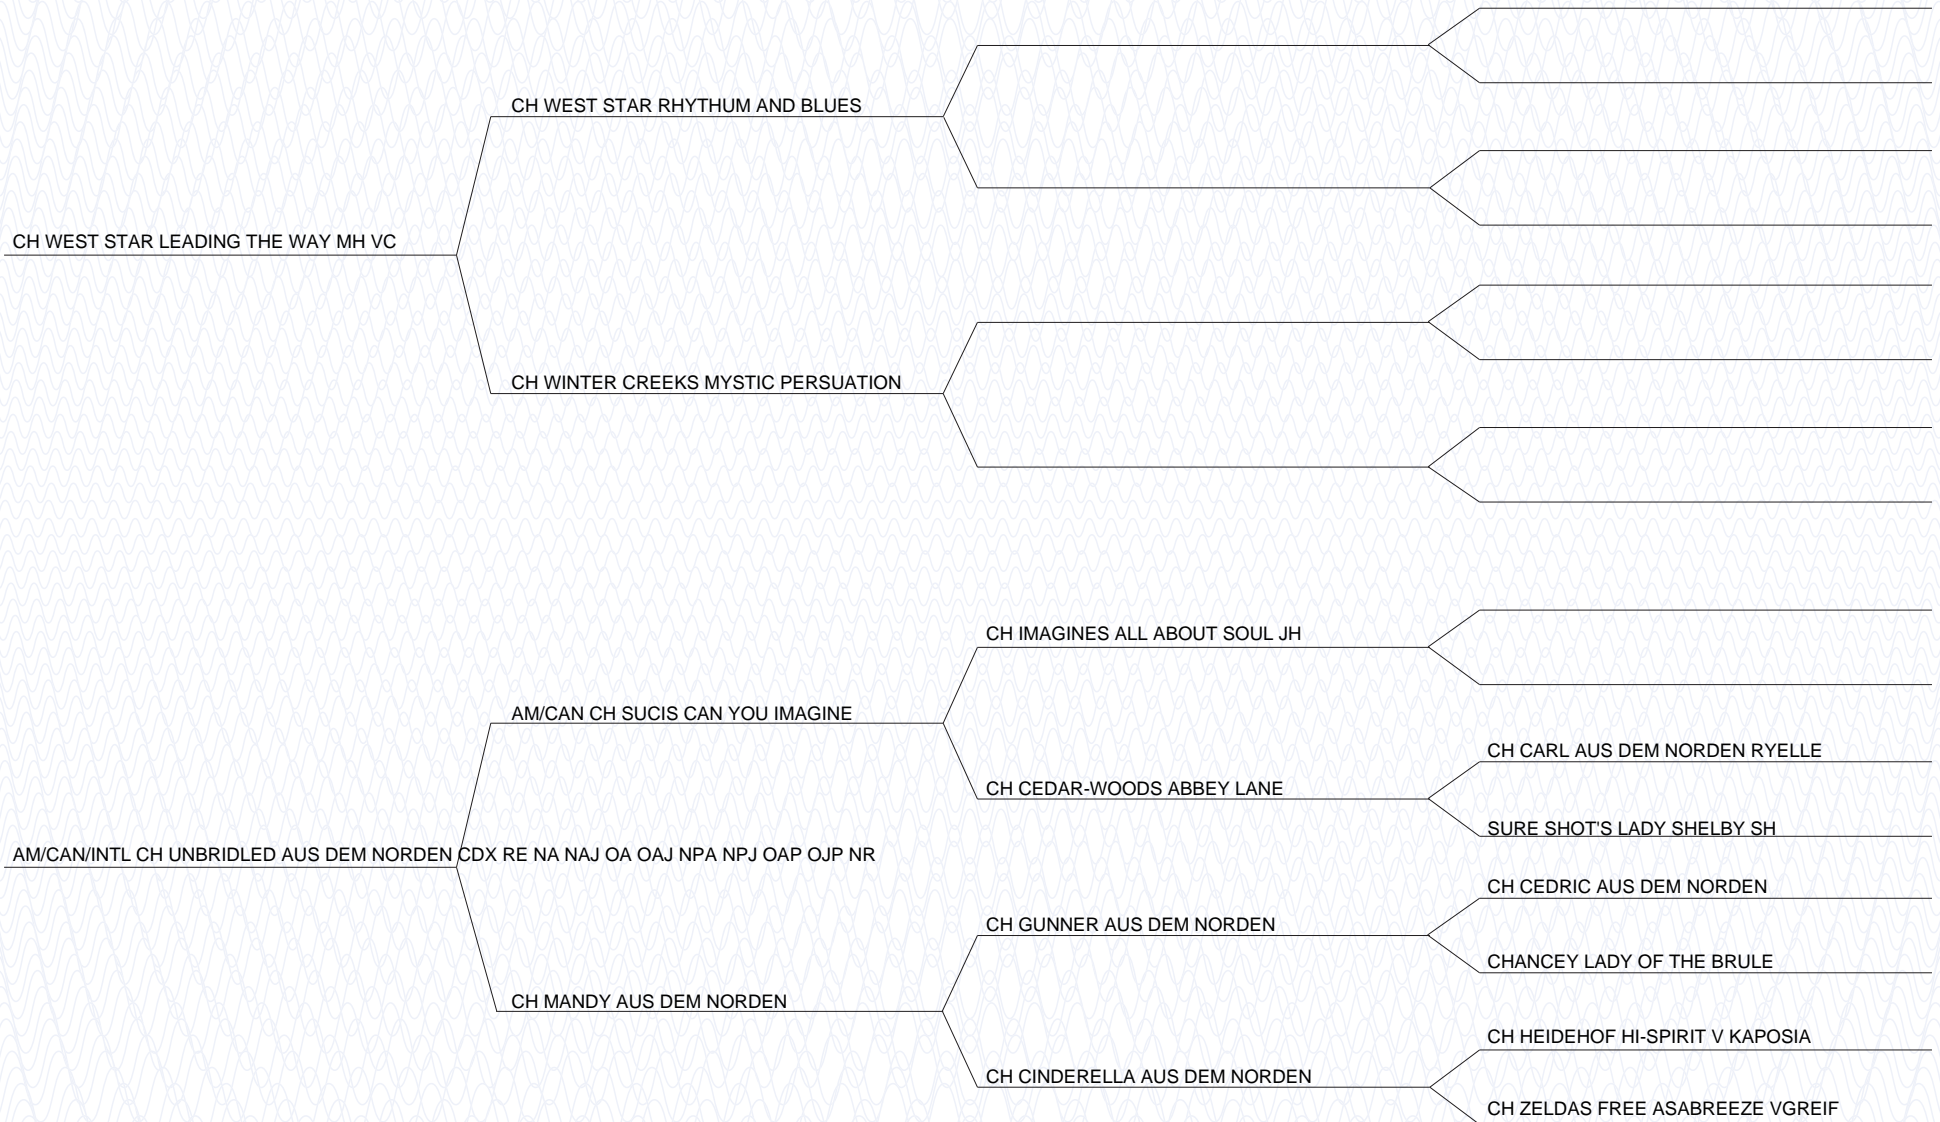 CH WEST STAR RHYTHUM AND BLUES
CH WEST STAR LEADING THE WAY MH VC
CH WINTER CREEKS MYSTIC PERSUATION
CH IMAGINES ALL ABOUT SOUL JH
AM/CAN CH SUCIS CAN YOU IMAGINE
CH CARL AUS DEM NORDEN RYELLE
CH CEDAR-WOODS ABBEY LANE
SURE SHOT'S LADY SHELBY SH
AM/CAN/INTL CH UNBRIDLED AUS DEM NORDEN CDX RE NA NAJ OA OAJ NPA NPJ OAP OJP NR
CH CEDRIC AUS DEM NORDEN
CH GUNNER AUS DEM NORDEN
CHANCEY LADY OF THE BRULE
CH MANDY AUS DEM NORDEN
CH HEIDEHOF HI-SPIRIT V KAPOSIA
CH CINDERELLA AUS DEM NORDEN
CH ZELDAS FREE ASABREEZE VGREIF